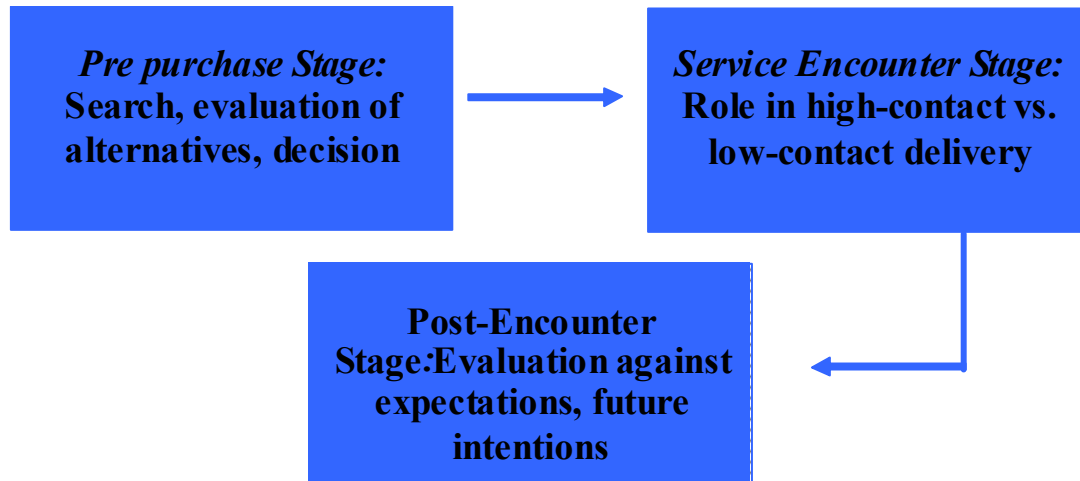 Pre purchase Stage:
Search, evaluation of
alternatives, decision
Service Encounter Stage:
Role in high-contact vs.
low-contact delivery
Post-Encounter
Stage:Evaluation against
expectations, future
intentions